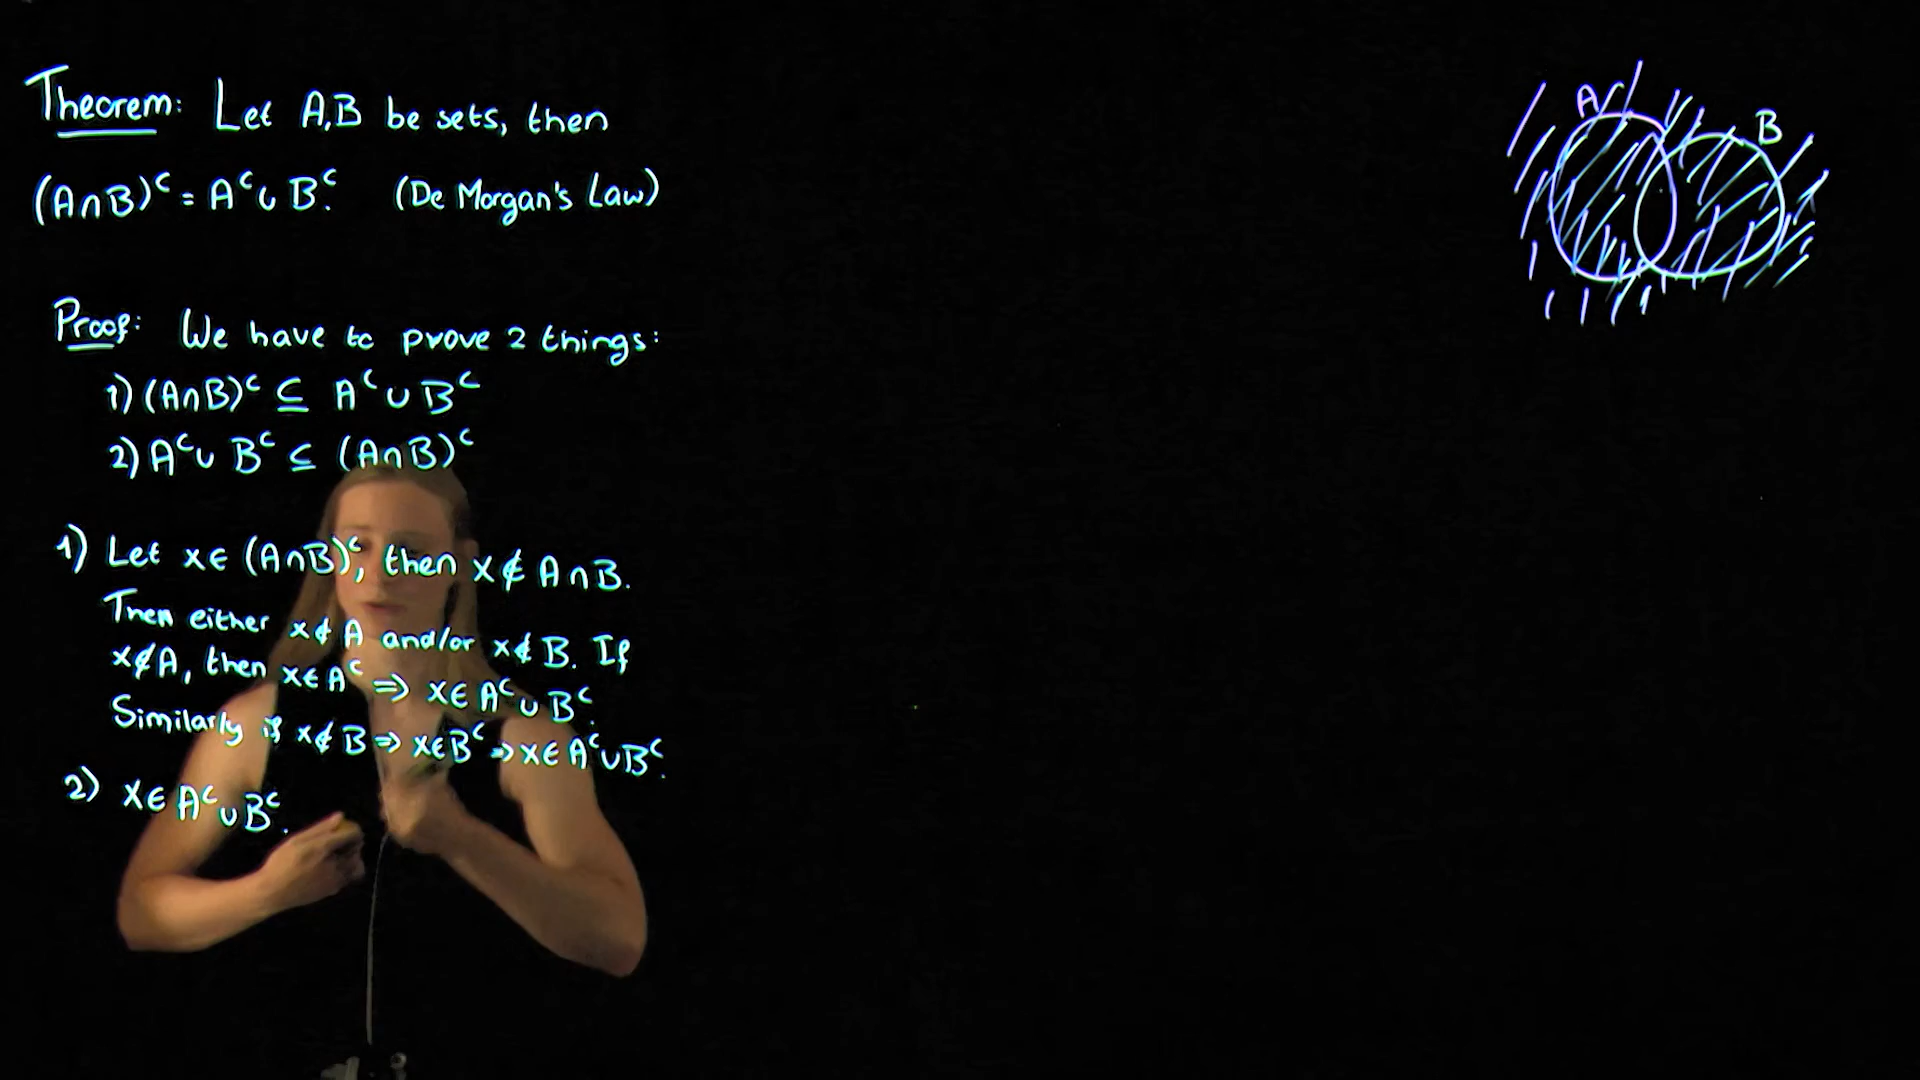 Theorem: Let A,B be sets, then
(A∩B)ᶜ = Aᶜ ∪ Bᶜ. (De Morgan's Law)
Proof: We have to prove 2 things:
1) (A∩B)ᶜ ⊆ Aᶜ ∪ Bᶜ
2) Aᶜ ∪ Bᶜ ⊆ (A∩B)ᶜ
1) Let x ∈ (A∩B)ᶜ, then x ∉ A∩B.
Then either x ∉ A and/or x ∉ B. If
x ∉ A, then x ∈ Aᶜ ⇒ x ∈ Aᶜ ∪ Bᶜ.
Similarly if x ∉ B ⇒ x ∈ Bᶜ ⇒ x ∈ Aᶜ ∪ Bᶜ.
2) x ∈ Aᶜ ∪ Bᶜ.
A
B